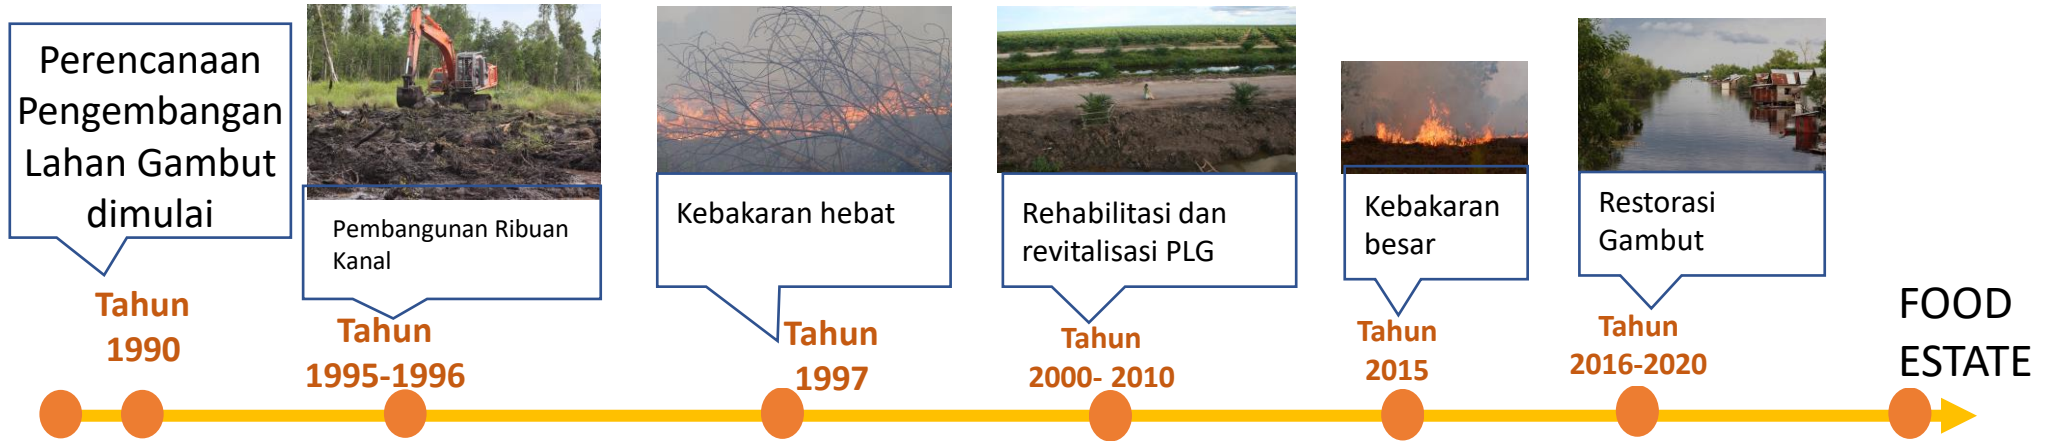 Perencanaan
Pengembangan
Lahan Gambut
dimulai
Tahun
1990
Pembangunan Ribuan
Kanal
Tahun
1995-1996
Kebakaran hebat
Tahun
1997
Rehabilitasi dan
revitalisasi PLG
Tahun
2000- 2010
Kebakaran
besar
Tahun
2015
Restorasi
Gambut
Tahun
2016-2020
FOOD
ESTATE